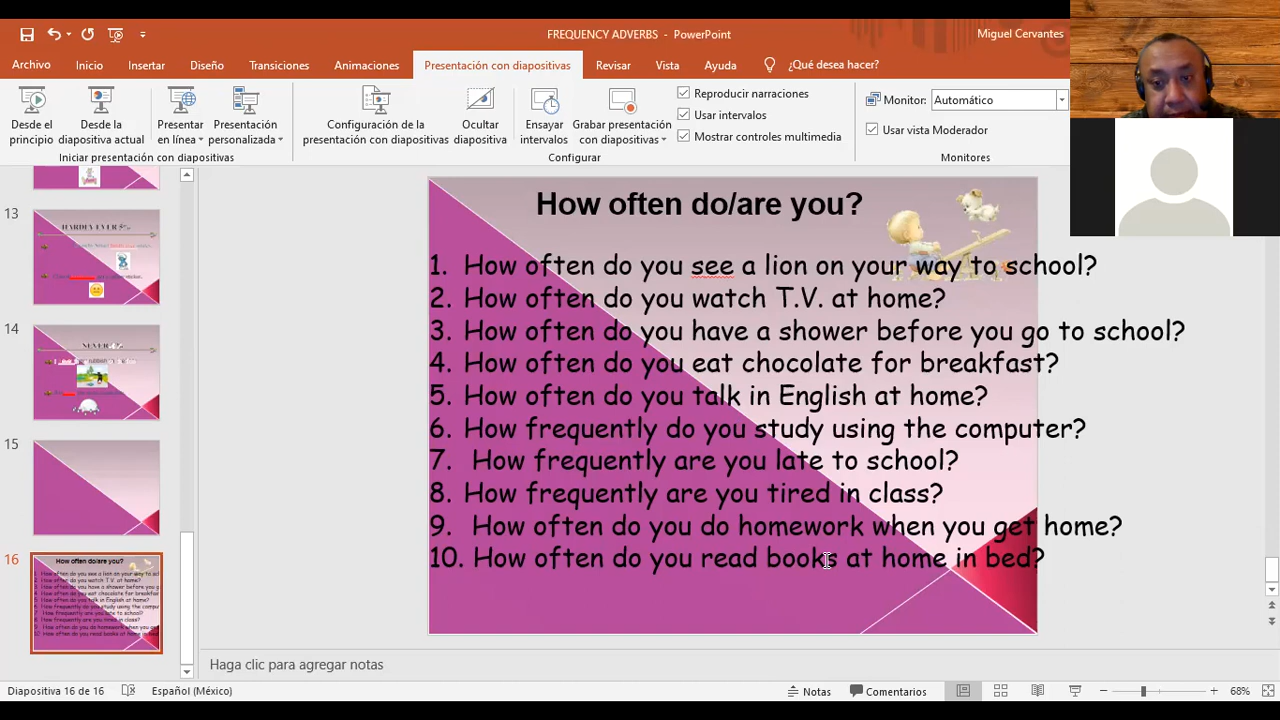 FREQUENCY ADVERBS - PowerPoint
Miguel Cervantes
Archivo
Inicio
Insertar
Diseño
Transiciones
Animaciones
Presentación con diapositivas
Revisar
Vista
Ayuda
¿Qué desea hacer?
Desde el principio
Desde la diapositiva actual
Presentar en línea
Presentación personalizada
Iniciar presentación con diapositivas
Configuración de la presentación con diapositivas
Ocultar diapositiva
Ensayar intervalos
Grabar presentación con diapositivas
Reproducir narraciones
Usar intervalos
Mostrar controles multimedia
Configurar
Monitor:
Automático
Usar vista Moderador
Monitores
13
HARDLY EVER 5%
14
NEVER
15
16
How often do/are you?
How often do/are you?
1. How often do you see a lion on your way to school?
2. How often do you watch T.V. at home?
3. How often do you have a shower before you go to school?
4. How often do you eat chocolate for breakfast?
5. How often do you talk in English at home?
6. How frequently do you study using the computer?
7. How frequently are you late to school?
8. How frequently are you tired in class?
9. How often do you do homework when you get home?
10. How often do you read books at home in bed?
Haga clic para agregar notas
Diapositiva 16 de 16
Español (México)
Notas
Comentarios
68%